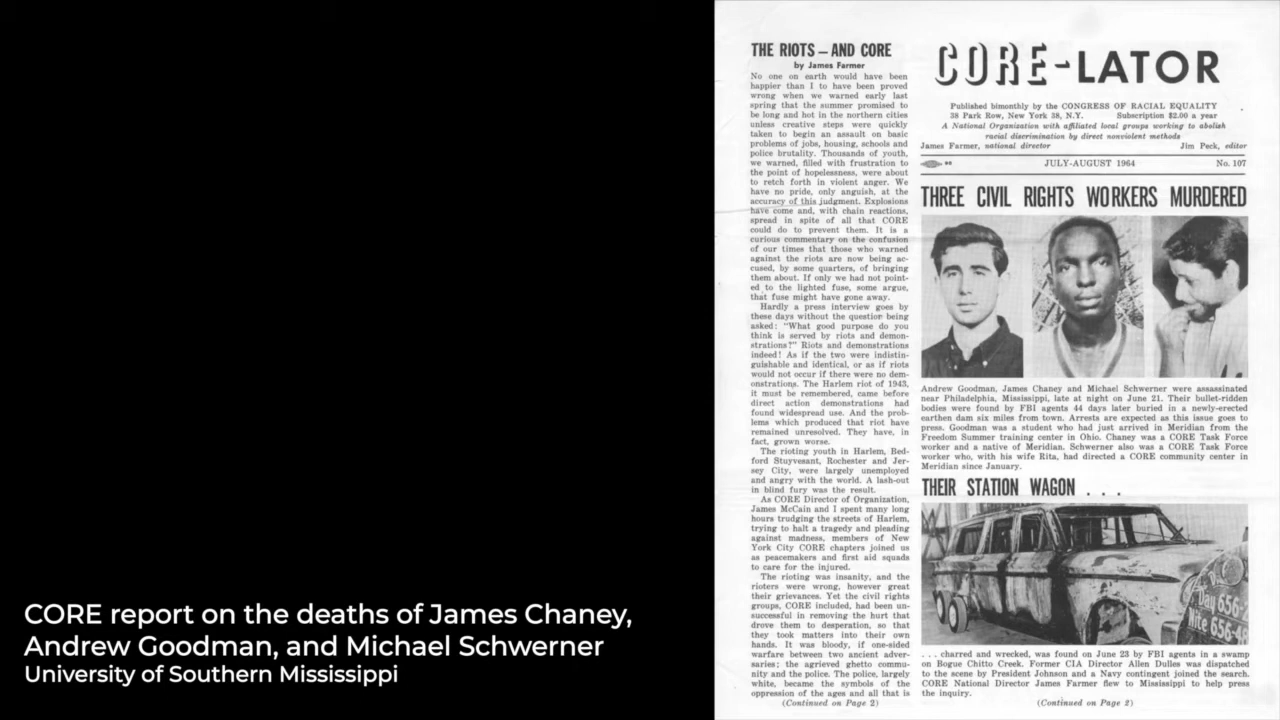 THE RIOTS — AND CORE
by James Farmer
No one on earth would have been
happier than I to have been proved
wrong when we warned early last
spring that the summer promised to
be long and hot in the northern cities
unless creative steps were quickly
taken to begin an assault on basic
problems of jobs, housing, schools and
police brutality. Thousands of youth,
we warned, filled with frustration to
the point of hopelessness, were about
to retch forth in violent anger. We
have no pride, only anguish, at the
accuracy of this judgment. Explosions
have come and, with chain reactions,
spread in spite of all that CORE
could do to prevent them. It is a
curious commentary on the confusion
of our times that those who warned
against the riots are now being ac-
cused, by some quarters, of bringing
them about. If only we had not point-
ed to the lighted fuse, some argue,
that fuse might have gone away.
Hardly a press interview goes by
these days without the question being
asked: "What good purpose do you
think is served by riots and demon-
strations?" Riots and demonstrations
indeed! As if the two were indistin-
guishable and identical, or as if riots
would not occur if there were no dem-
onstrations. The Harlem riot of 1943,
it must be remembered, came before
direct action demonstrations had
found widespread use. And the prob-
lems which produced that riot have
remained unresolved. They have, in
fact, grown worse.
The rioting youth in Harlem, Bed-
ford Stuyvesant, Rochester and Jer-
sey City, were largely unemployed
and angry with the world. A lash-out
in blind fury was the result.
As CORE Director of Organization,
James McCain and I spent many long
hours trudging the streets of Harlem,
trying to halt a tragedy and pleading
against madness, members of New
York City CORE chapters joined us
as peacemakers and first aid squads
to care for the injured.
The rioting was insanity, and the
rioters were wrong, however great
their grievances. Yet the civil rights
groups, CORE included, had been un-
successful in removing the hurt that
drove them to desperation, so that
they took matters into their own
hands. It was bloody, if one-sided
warfare between two ancient adver-
saries; the agrieved ghetto commu-
nity and the police. The police, largely
white, became the symbols of the
oppression of the ages and all that is
(Continued on Page 2)
CORE-LATOR
Published bimonthly by the CONGRESS OF RACIAL EQUALITY
38 Park Row, New York 38, N.Y. Subscription $2.00 a year
A National Organization with affiliated local groups working to abolish
racial discrimination by direct nonviolent methods
James Farmer, national director Jim Peck, editor
JULY-AUGUST 1964 No. 107
THREE CIVIL RIGHTS WORKERS MURDERED
Andrew Goodman, James Chaney and Michael Schwerner were assassinated
near Philadelphia, Mississippi, late at night on June 21. Their bullet-ridden
bodies were found by FBI agents 44 days later buried in a newly-erected
earthen dam six miles from town. Arrests are expected as this issue goes to
press. Goodman was a student who had just arrived in Meridian from the
Freedom Summer training center in Ohio. Chaney was a CORE Task Force
worker and a native of Meridian. Schwerner also was a CORE Task Force
worker who, with his wife Rita, had directed a CORE community center in
Meridian since January.
THEIR STATION WAGON . . .
. . . charred and wrecked, was found on June 23 by FBI agents in a swamp
on Bogue Chitto Creek. Former CIA Director Allen Dulles was dispatched
to the scene by President Johnson and a Navy contingent joined the search.
CORE National Director James Farmer flew to Mississippi to help press
the inquiry.
(Continued on Page 2)
CORE report on the deaths of James Chaney,
Andrew Goodman, and Michael Schwerner
University of Southern Mississippi